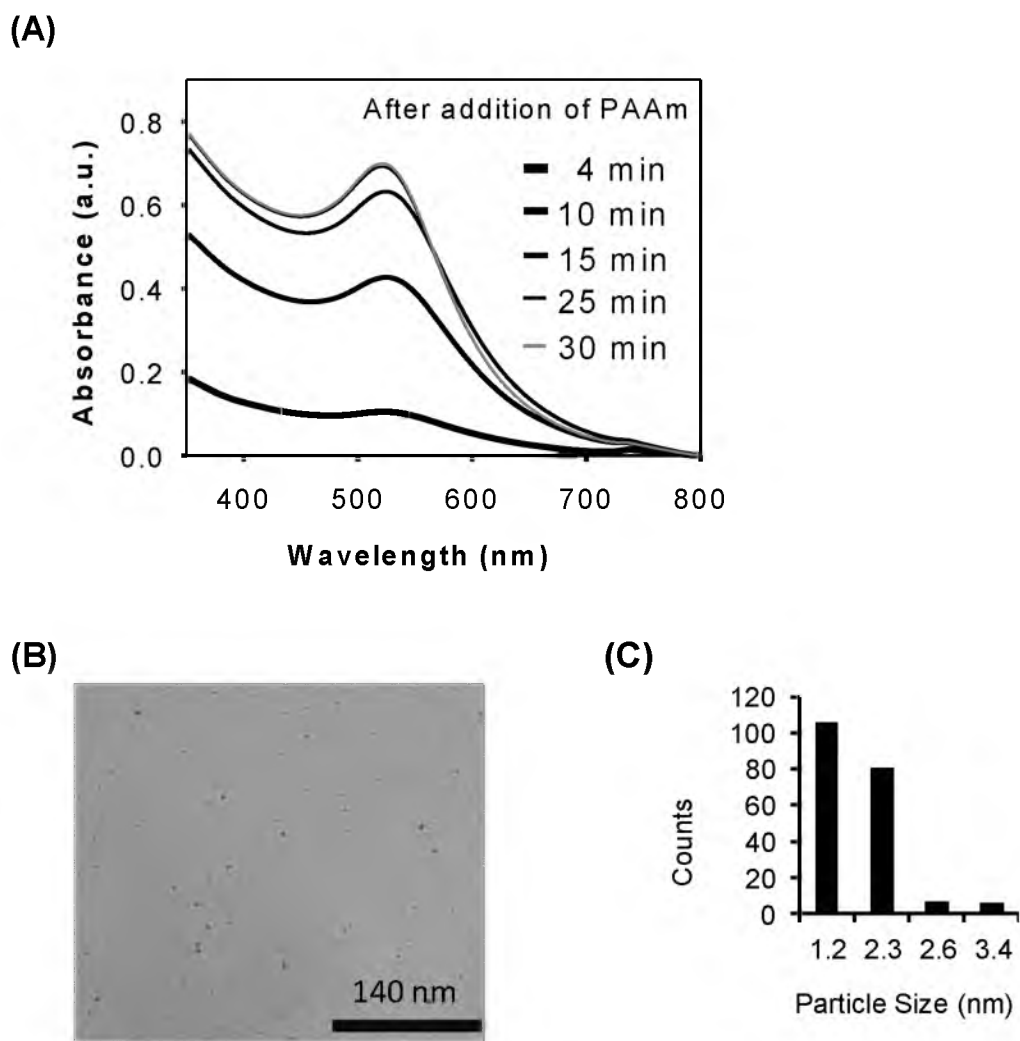 (A)
After addition of PAAm
4 min
10 min
15 min
25 min
30 min
0.8
0.6
0.4
0.2
0.0
Absorbance (a.u.)
400 500 600 700 800
Wavelength (nm)
(B)
140 nm
(C)
120
100
80
60
40
20
0
Counts
1.2 2.3 2.6 3.4
Particle Size (nm)